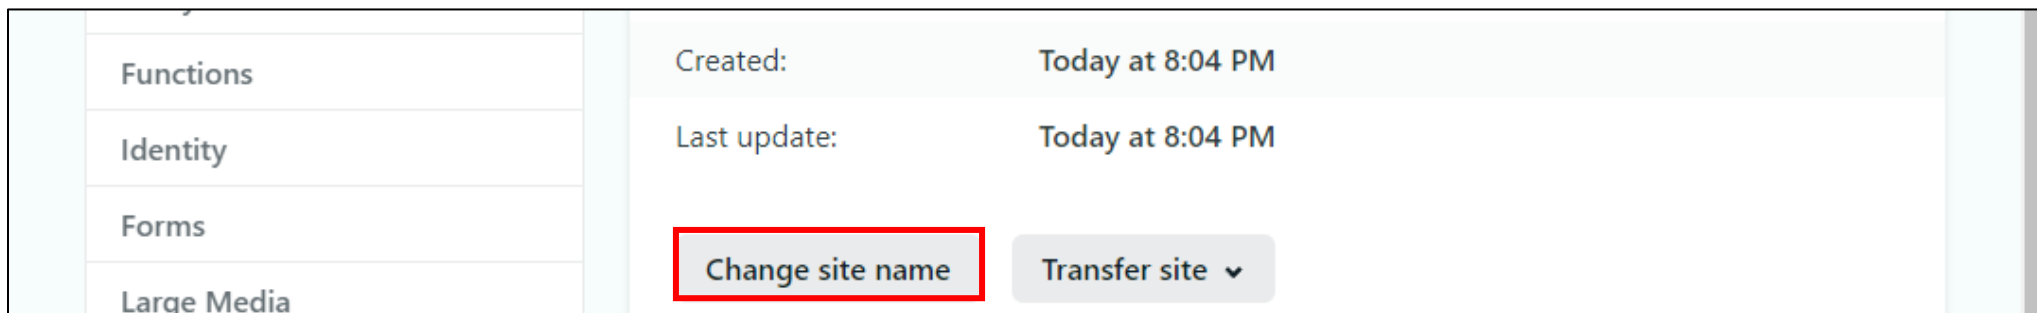 Functions
Identity
Forms
Large Media
Created: Today at 8:04 PM
Last update: Today at 8:04 PM
Change site name
Transfer site